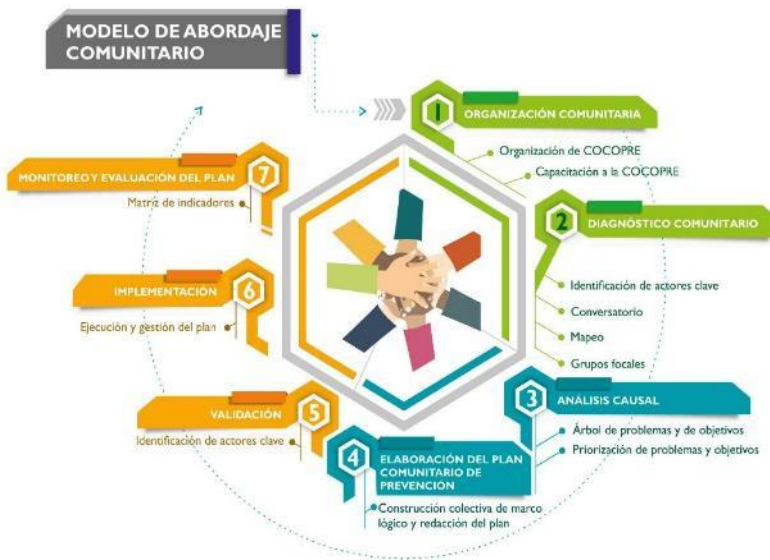 MODELO DE ABORDAJE
COMUNITARIO
1
ORGANIZACIÓN COMUNITARIA
Organización de COCOPRE
Capacitación a la COCOPRE
2
DIAGNÓSTICO COMUNITARIO
Identificación de actores clave
Conversatorio
Mapeo
Grupos focales
3
ANÁLISIS CAUSAL
Árbol de problemas y de objetivos
Priorización de problemas y objetivos
4
ELABORACIÓN DEL PLAN
COMUNITARIO DE
PREVENCIÓN
Construcción colectiva de marco
lógico y redacción del plan
5
VALIDACIÓN
Identificación de actores clave
6
IMPLEMENTACIÓN
Ejecución y gestión del plan
7
MONITOREO Y EVALUACIÓN DEL PLAN
Matriz de indicadores